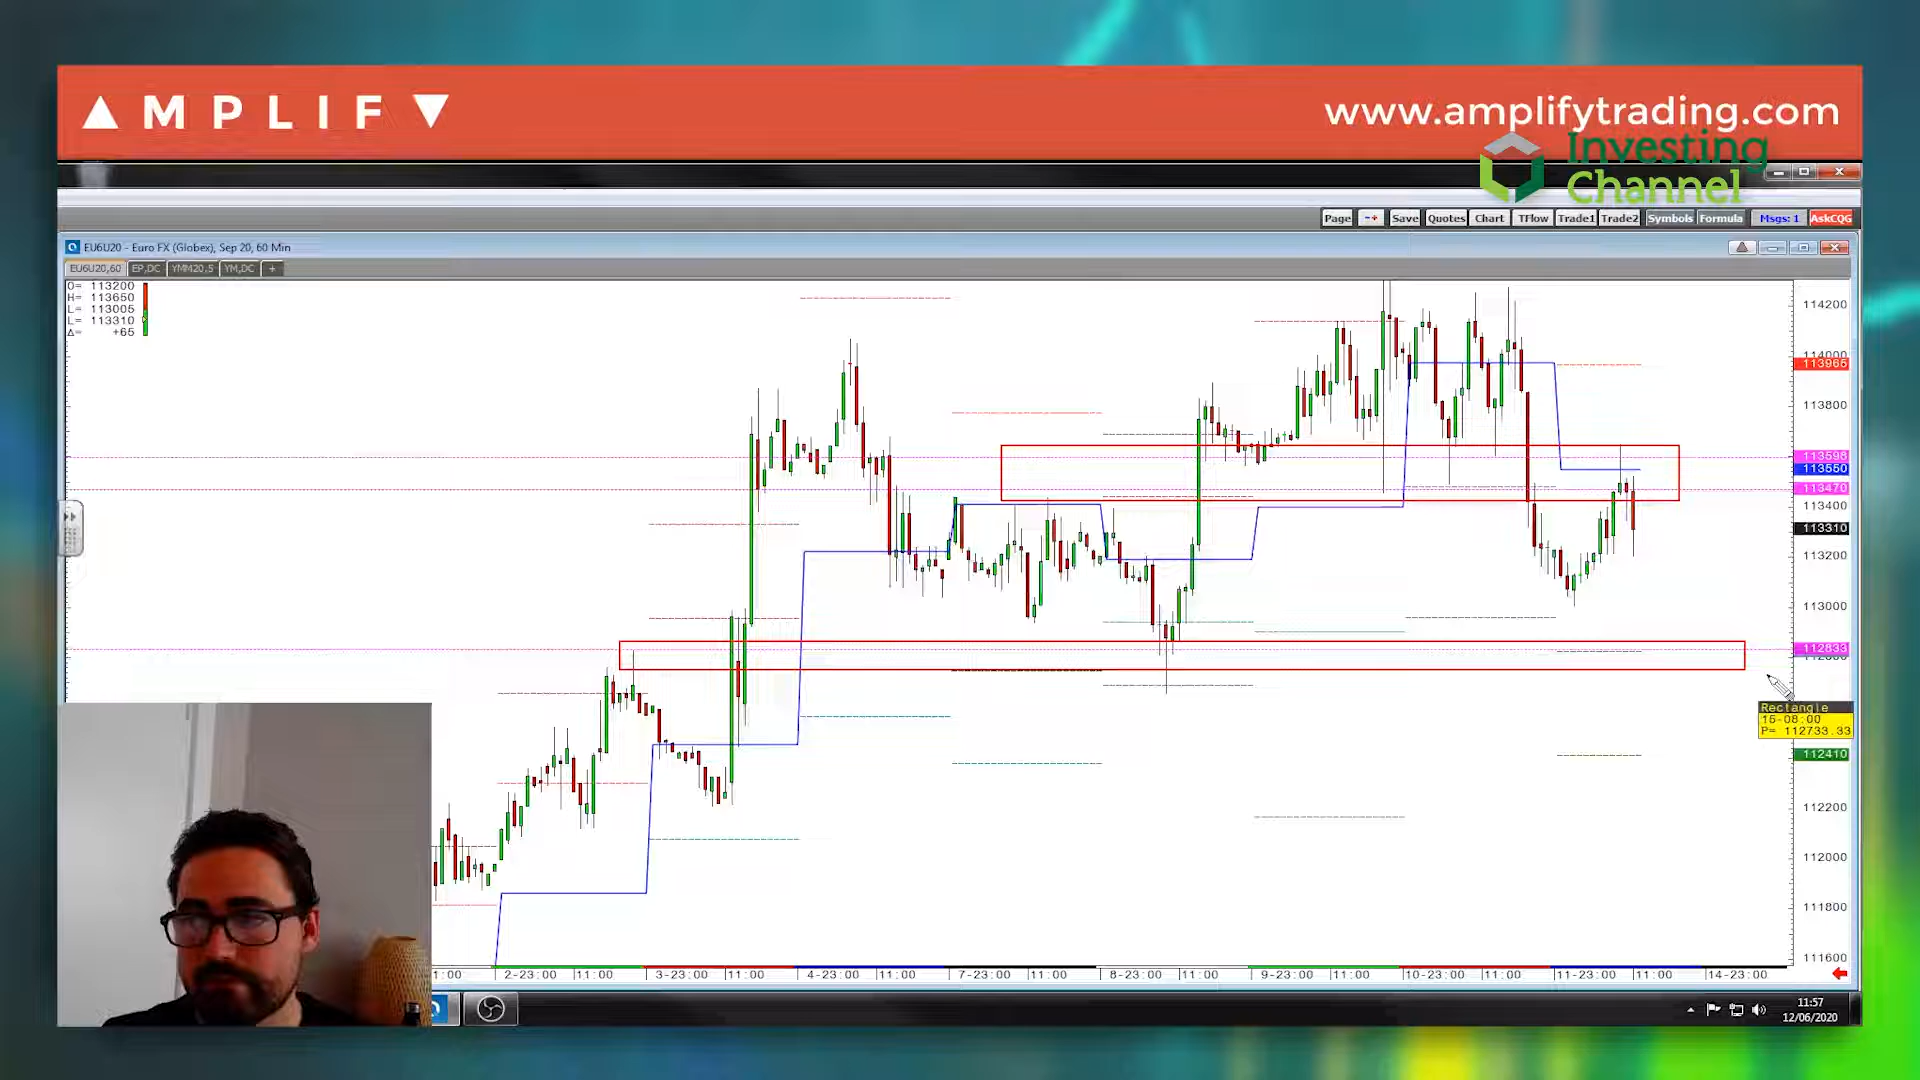 ▲ M P L I F ▼
www.amplifytrading.com
Investing
Channel
Page -+ Save Quotes Chart TFlow Trade1 Trade2 Symbols Formula Msgs: 1 AskCQG
EU6U20 - Euro FX (Globex), Sep 20, 60 Min
EU6U20,60 EP,DC YMM20,5 YM,DC +
O= 113200
H= 113650
L= 113005
L= 113310
Δ= +65
114200
114000
113965
113800
113598
113550
113470
113400
113310
113200
113000
112833
112800
Rectangle
15-08:00
P= 112733.33
112410
112200
112000
111800
111600
1:00 2-23:00 11:00 3-23:00 11:00 4-23:00 11:00 7-23:00 11:00 8-23:00 11:00 9-23:00 11:00 10-23:00 11:00 11-23:00 11:00 14-23:00
11:57
12/06/2020